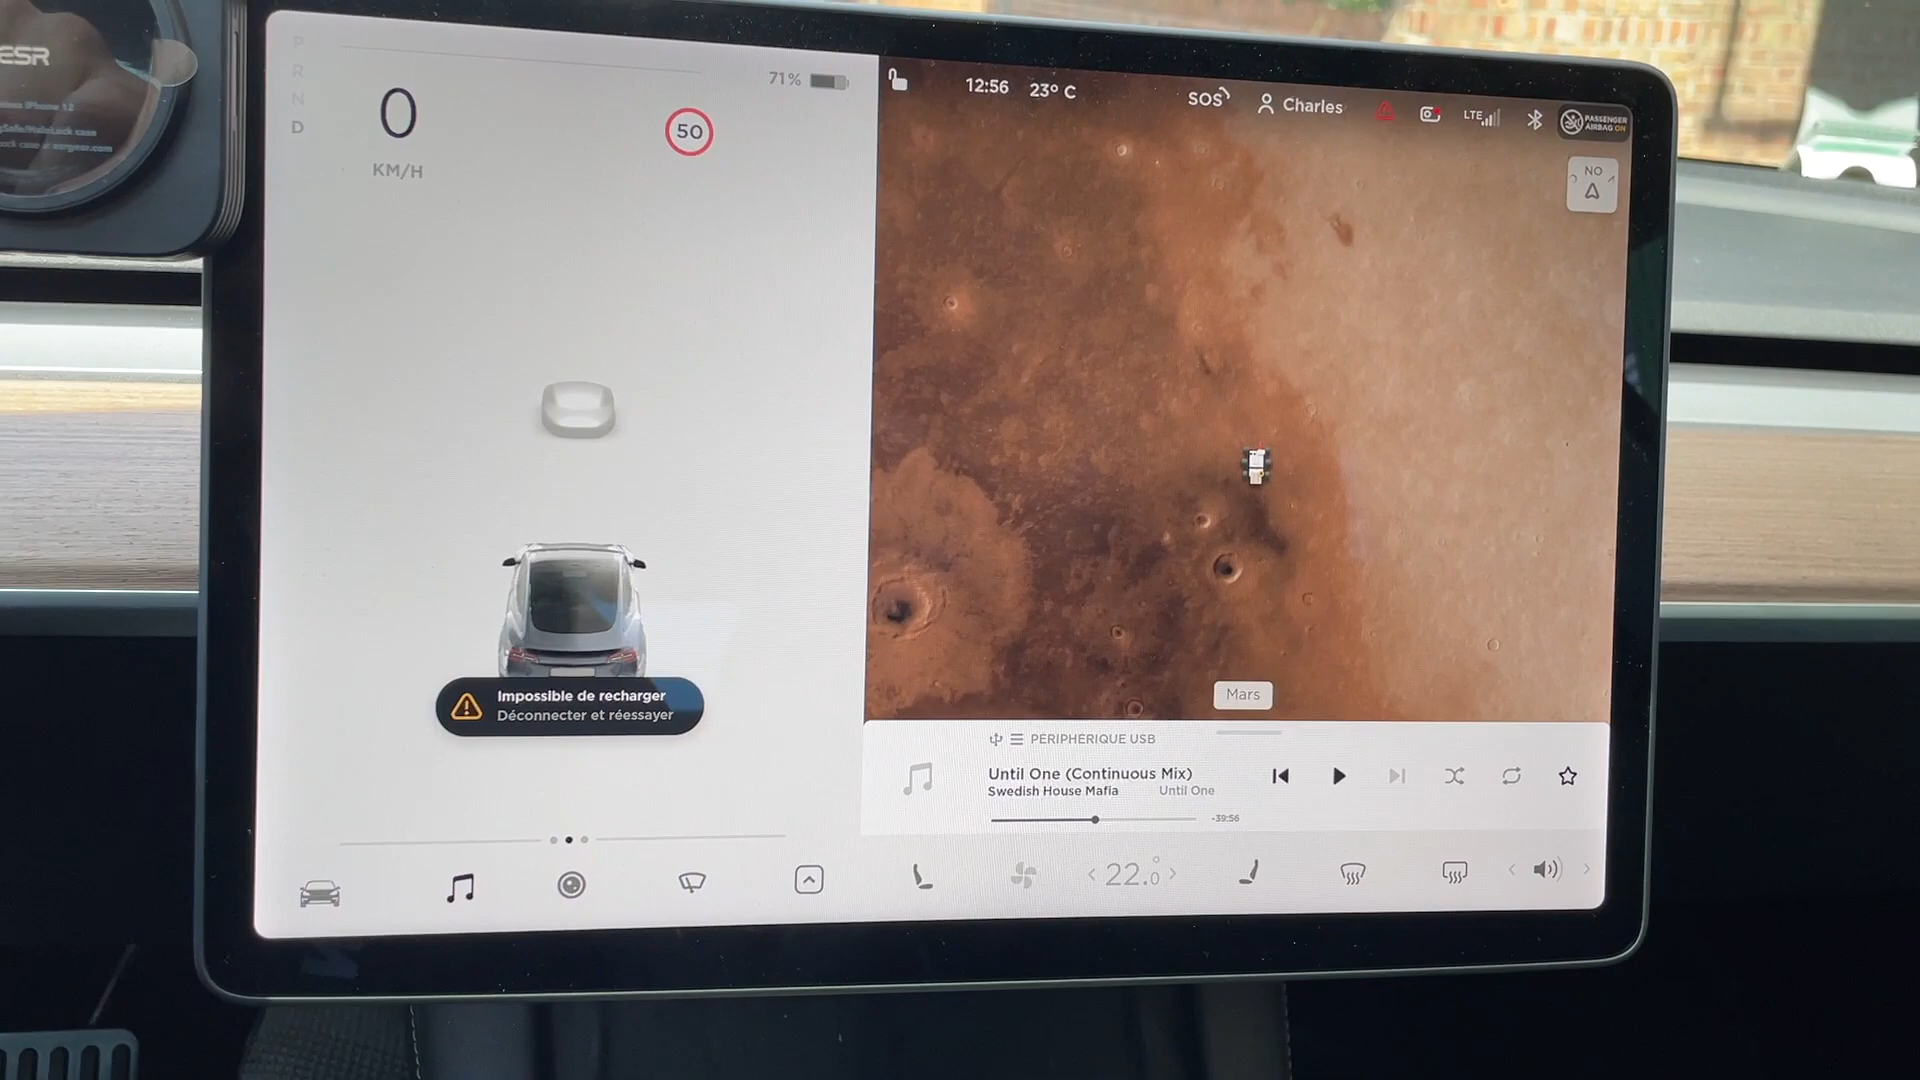 ESR
P
R
N
D
0
KM/H
71%
50
12:56
23° C
SOS
Charles
LTE
PASSENGER
AIRBAG ON
NO
Mars
Impossible de recharger
Déconnecter et réessayer
PERIPHERIQUE USB
Until One (Continuous Mix)
Swedish House Mafia Until One
-39:56
22.0°